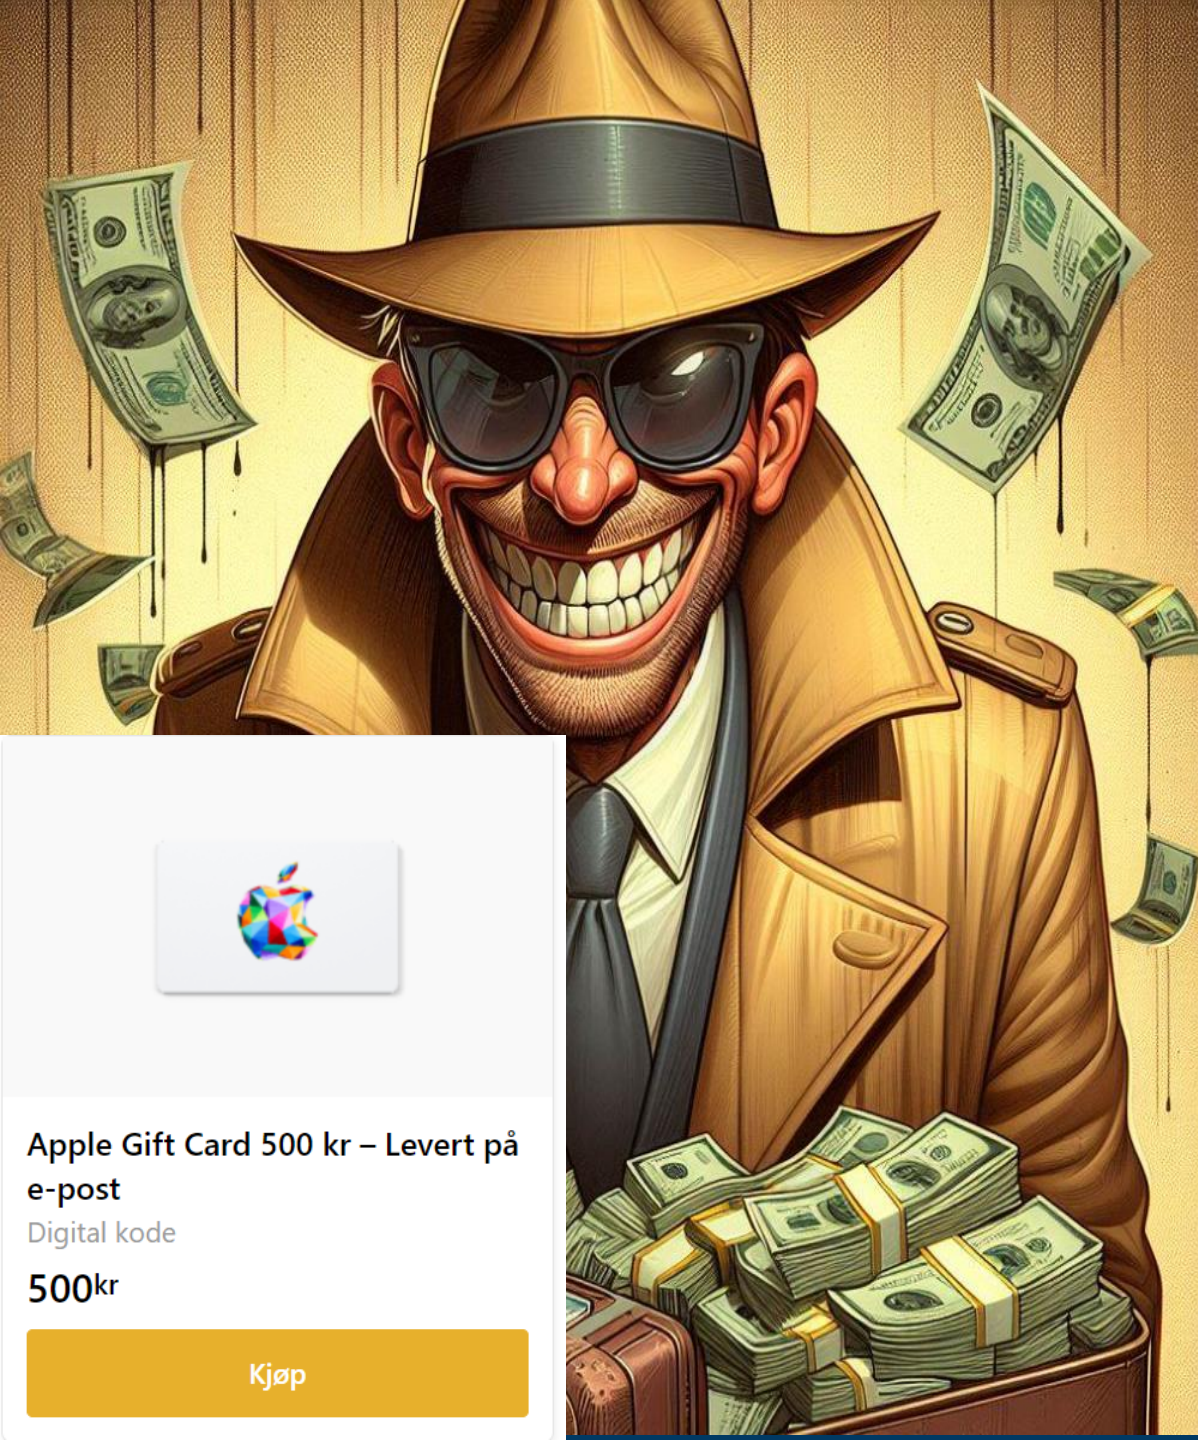 Apple Gift Card 500 kr – Levert på
e-post
Digital kode
500kr
Kjøp